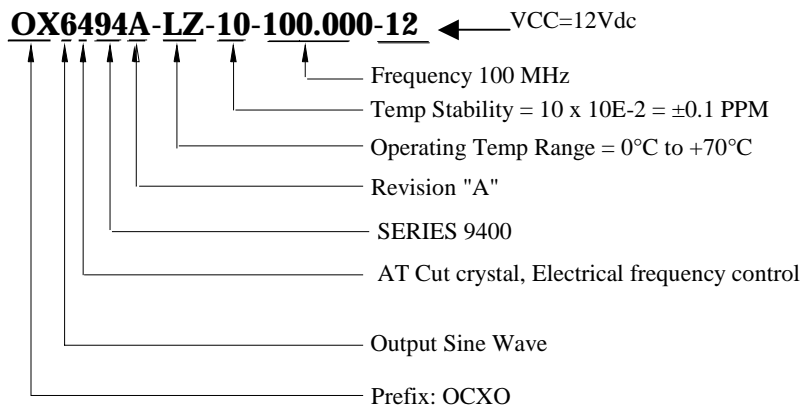 OX6494A-LZ-10-100.000-12 VCC=12Vdc
Frequency 100 MHz
Temp Stability = 10 x 10E-2 = ±0.1 PPM
Operating Temp Range = 0°C to +70°C
Revision "A"
SERIES 9400
AT Cut crystal, Electrical frequency control
Output Sine Wave
Prefix: OCXO